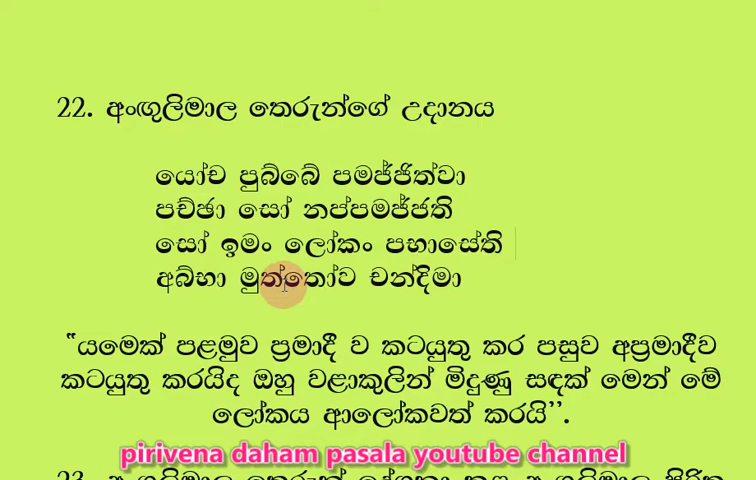 22. අංඟුලිමාල තෙරුන්ගේ උදානය
යෝච පුබ්බේ පමජ්ජිත්වා
පච්ඡා සෝ නප්පමජ්ජති
සෝ ඉමං ලෝකං පභාසේති
අබ්භා මුත්තෝව චන්දිමා
“යමෙක් පළමුව ප්‍රමාදී ව කටයුතු කර පසුව අප්‍රමාදීව
කටයුතු කරයිද ඔහු වළාකුලින් මිදුණු සඳක් මෙන් මේ
ලෝකය ආලෝකවත් කරයි’’.
pirivena daham pasala youtube channel